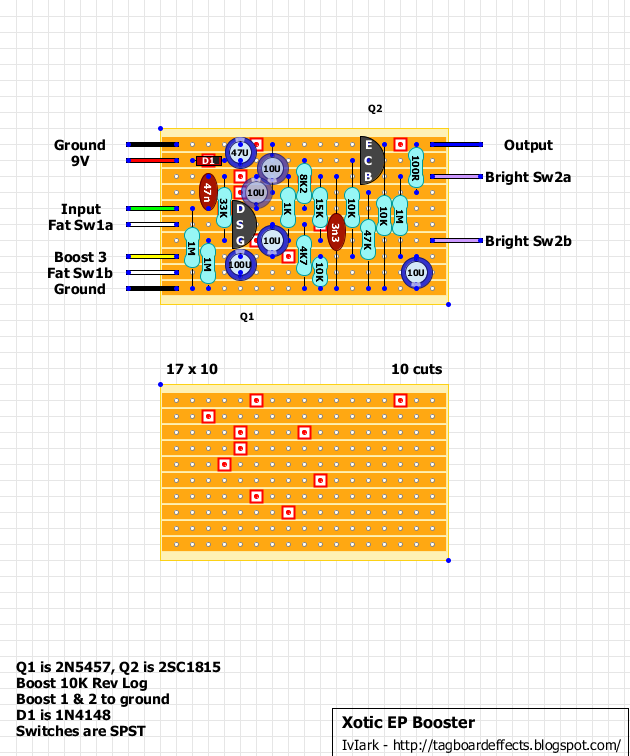 Q2
Ground
Output
9V
D1
47U
10U
E
C
B
100R
Bright Sw2a
47n
10U
8K2
Input
Fat Sw1a
33K
D
S
G
1K
15K
3n3
10K
10K
1M
47K
Bright Sw2b
1M
1M
10U
4K7
Boost 3
Fat Sw1b
100U
10K
10U
Ground
Q1
17 x 10
10 cuts
Q1 is 2N5457, Q2 is 2SC1815
Boost 10K Rev Log
Boost 1 & 2 to ground
D1 is 1N4148
Switches are SPST
Xotic EP Booster
IvIark - http://tagboardeffects.blogspot.com/